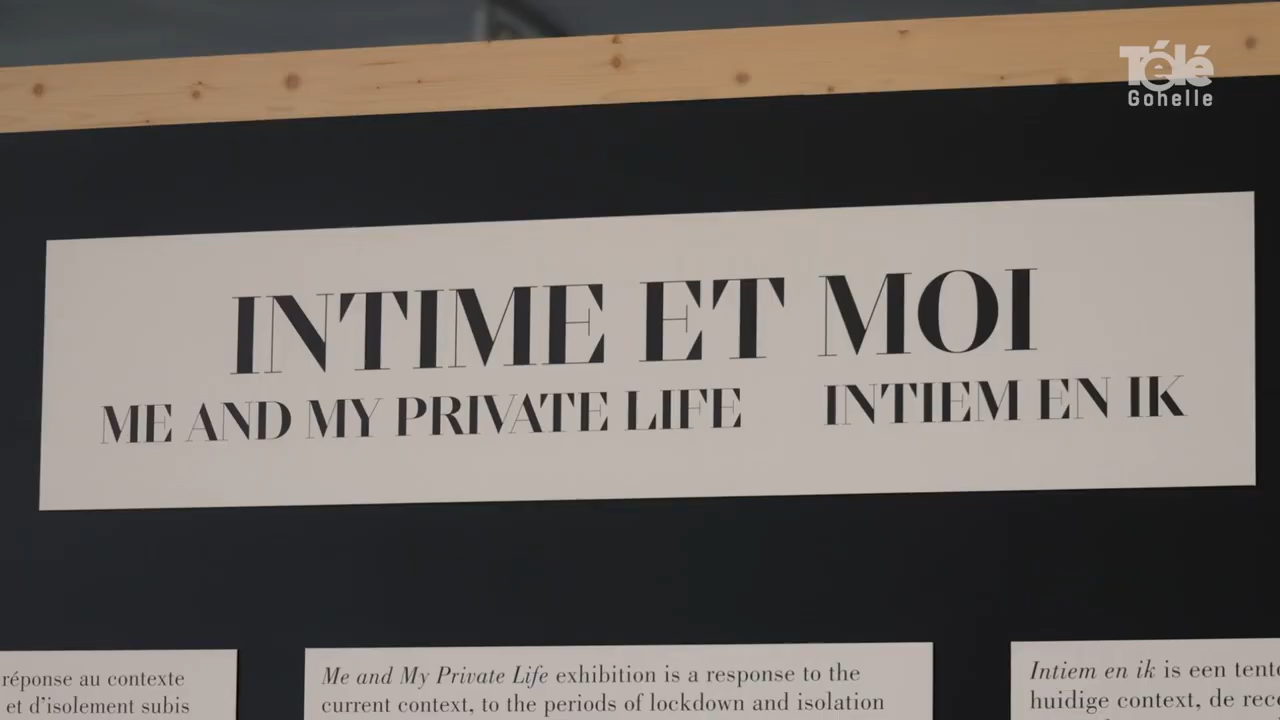 Télé
Gohelle
INTIME ET MOI
ME AND MY PRIVATE LIFE INTIEM EN IK
réponse au contexte
et d'isolement subis
Me and My Private Life exhibition is a response to the
current context, to the periods of lockdown and isolation
Intiem en ik is een
huidige context, de